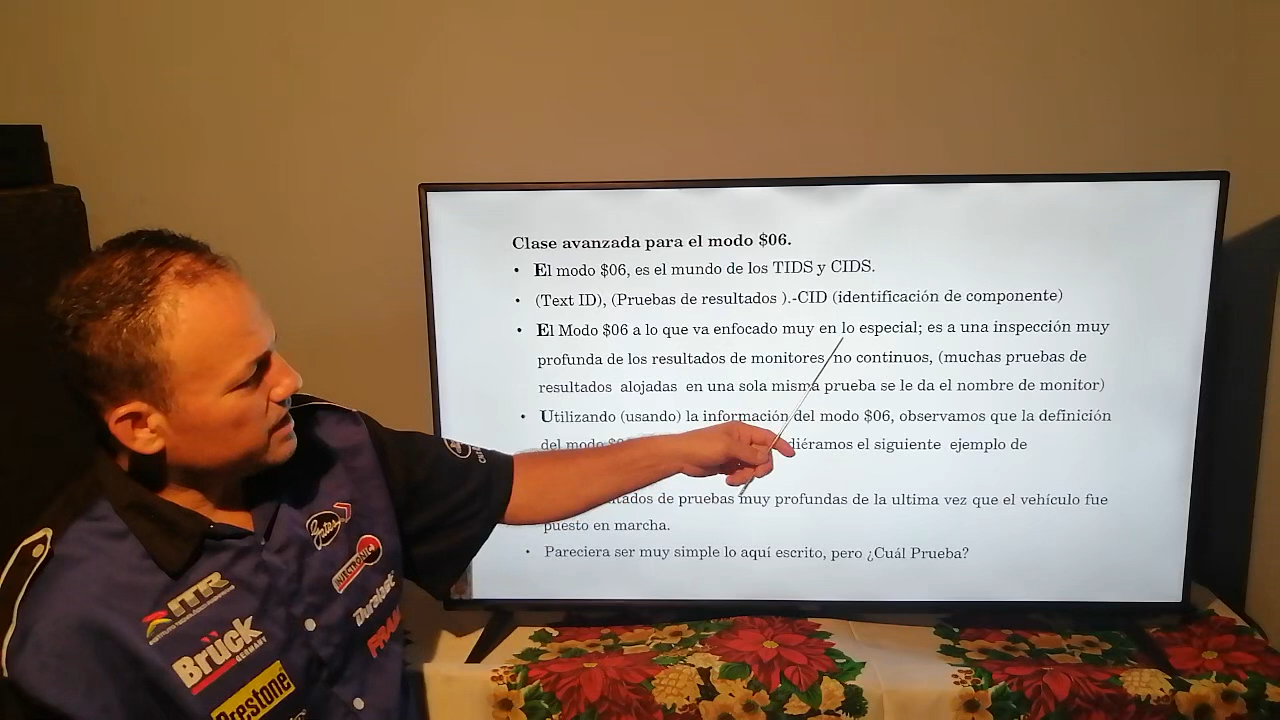 Clase avanzada para el modo $06.
• El modo $06, es el mundo de los TIDS y CIDS.
• (Text ID), (Pruebas de resultados ).-CID (identificación de componente)
• El Modo $06 a lo que va enfocado muy en lo especial; es a una inspección muy
profunda de los resultados de monitores no continuos, (muchas pruebas de
resultados alojadas en una sola misma prueba se le da el nombre de monitor)
• Utilizando (usando) la información del modo $06, observamos que la definición
del modo diéramos el siguiente ejemplo de
de pruebas muy profundas de la ultima vez que el vehículo fue
puesto en marcha.
• Pareciera ser muy simple lo aquí escrito, pero ¿Cuál Prueba?
Gates
INJETRONICA
ITR
Duralast
Brück
GERMANY
Prestone